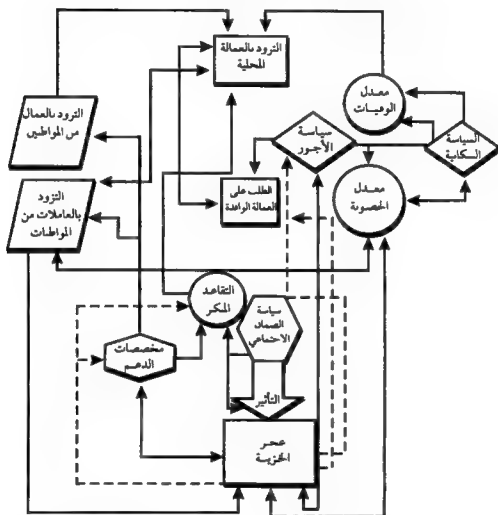 التزود بالعمالة
المحلية
معدل
الوفيات
التزود بالعمال
من المواطنين
سياسة
الأجور
السياسة
السكانية
التزود
بالعاملات من
المواطنات
الطلب على
العمالة الوافدة
معدل
الخصوبة
التقاعد
المبكر
سياسة
الضمان
الاجتماعي
مخصصات
الدعم
التأثير
عجز
الخزينة